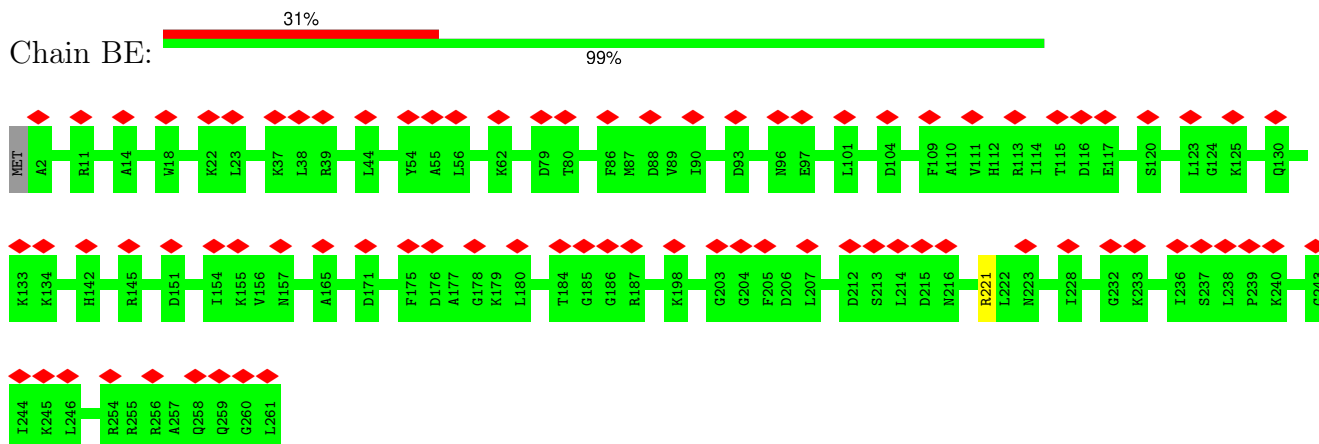 31%
Chain BE:
99%
MET A2 R11 A14 W18 K22 L23 K37 L38 R39 L44 Y54 A55 L56 K62 D79 T80 F86 M87 D88 V89 I90 D93 N96 E97 L101 D104 F109 A110 V111 H112 R113 I114 T115 D116 E117 S120 L123 G124 K125 Q130
K133 K134 H142 R145 D151 I154 K155 V156 N157 A165 D171 F175 D176 A177 G178 K179 L180 T184 G185 G186 R187 K198 G203 G204 F205 D206 L207 D212 S213 L214 D215 N216 R221 L222 N223 I228 G232 K233 I236 S237 L238 P239 K240 G243
I244 K245 L246 R254 R255 R256 A257 Q258 Q259 G260 L261